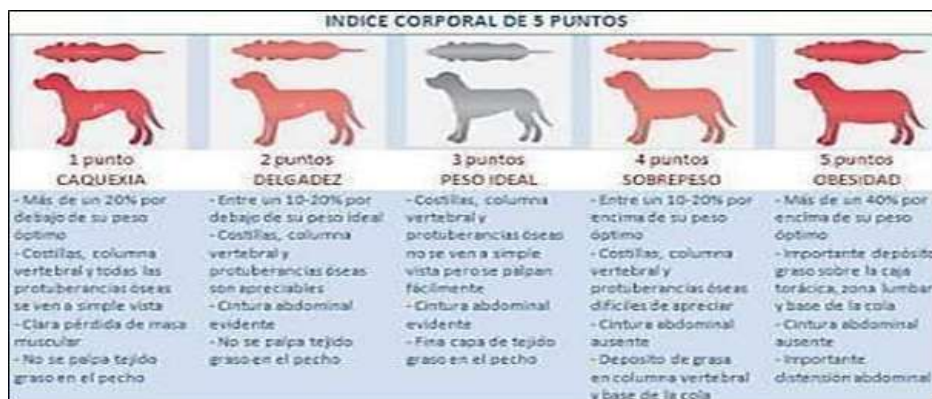 INDICE CORPORAL DE 5 PUNTOS
1 punto
CAQUEXIA
- Más de un 20% por
debajo de su peso
óptimo
- Costillas, columna
vertebral y todas las
protuberancias óseas
se ven a simple vista
- Clara pérdida de masa
muscular
- No se palpa tejido
graso en el pecho
2 puntos
DELGADEZ
- Entre un 10-20% por
debajo de su peso ideal
- Costillas, columna
vertebral y
protuberancias óseas
son apreciables
- Cintura abdominal
evidente
- No se palpa tejido
graso en el pecho
3 puntos
PESO IDEAL
- Costillas, columna
vertebral y
protuberancias óseas
no se ven a simple
vista pero se palpan
fácilmente
- Cintura abdominal
evidente
- Fina capa de tejido
graso en el pecho
4 puntos
SOBREPESO
- Entre un 10-20% por
encima de su peso
óptimo
- Costillas, columna
vertebral y
protuberancias óseas
difíciles de apreciar
- Cintura abdominal
ausente
- Deposito de grasa
en columna vertebral
y base de la cola
5 puntos
OBESIDAD
- Más de un 40% por
encima de su peso
óptimo
- Importante depósito
graso sobre la caja
torácica, zona lumbar
y base de la cola
- Cintura abdominal
ausente
- Importante
distensión abdominal